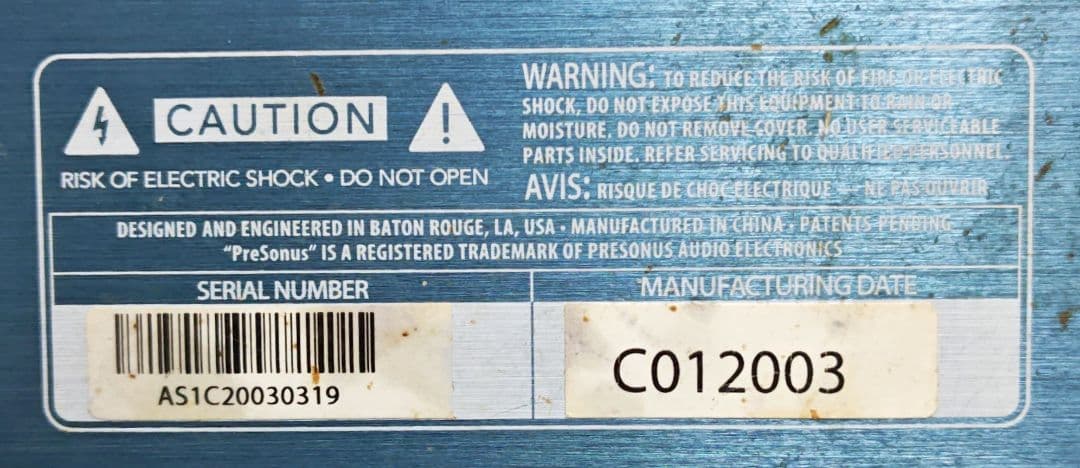 CAUTION
RISK OF ELECTRIC SHOCK • DO NOT OPEN
WARNING: TO REDUCE THE RISK OF FIRE OR ELECTRIC
SHOCK, DO NOT EXPOSE THIS EQUIPMENT TO RAIN OR
MOISTURE. DO NOT REMOVE COVER. NO USER SERVICEABLE
PARTS INSIDE. REFER SERVICING TO QUALIFIED PERSONNEL.
AVIS: RISQUE DE CHOC ELECTRIQUE — NE PAS OUVRIR
DESIGNED AND ENGINEERED IN BATON ROUGE, LA, USA • MANUFACTURED IN CHINA • PATENTS PENDING
"PreSonus" IS A REGISTERED TRADEMARK OF PRESONUS AUDIO ELECTRONICS
SERIAL NUMBER
AS1C20030319
MANUFACTURING DATE
C012003